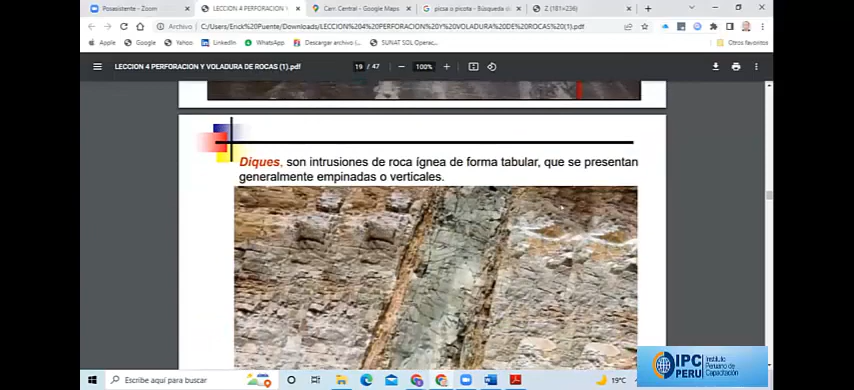 Posasistente - Zoom
LECCION 4 PERFORACION Y
Carr. Central - Google Maps
picsa o picota - Búsqueda d
Z (181×236)
Archivo
C:/Users/Erick%20Puente/Downloads/LECCION%204%20PERFORACION%20Y%20VOLADURA%20DE%20ROCAS%20(1).pdf
Apple
Google
Yahoo
LinkedIn
WhatsApp
Descargar archivo (...
SUNAT SOL Operac...
Otros favoritos
LECCION 4 PERFORACION Y VOLADURA DE ROCAS (1).pdf
19 / 47
100%
Diques, son intrusiones de roca ígnea de forma tabular, que se presentan
generalmente empinadas o verticales.
IPC
PERÚ
Instituto
Peruano de
Capacitación
Escribe aquí para buscar
19°C